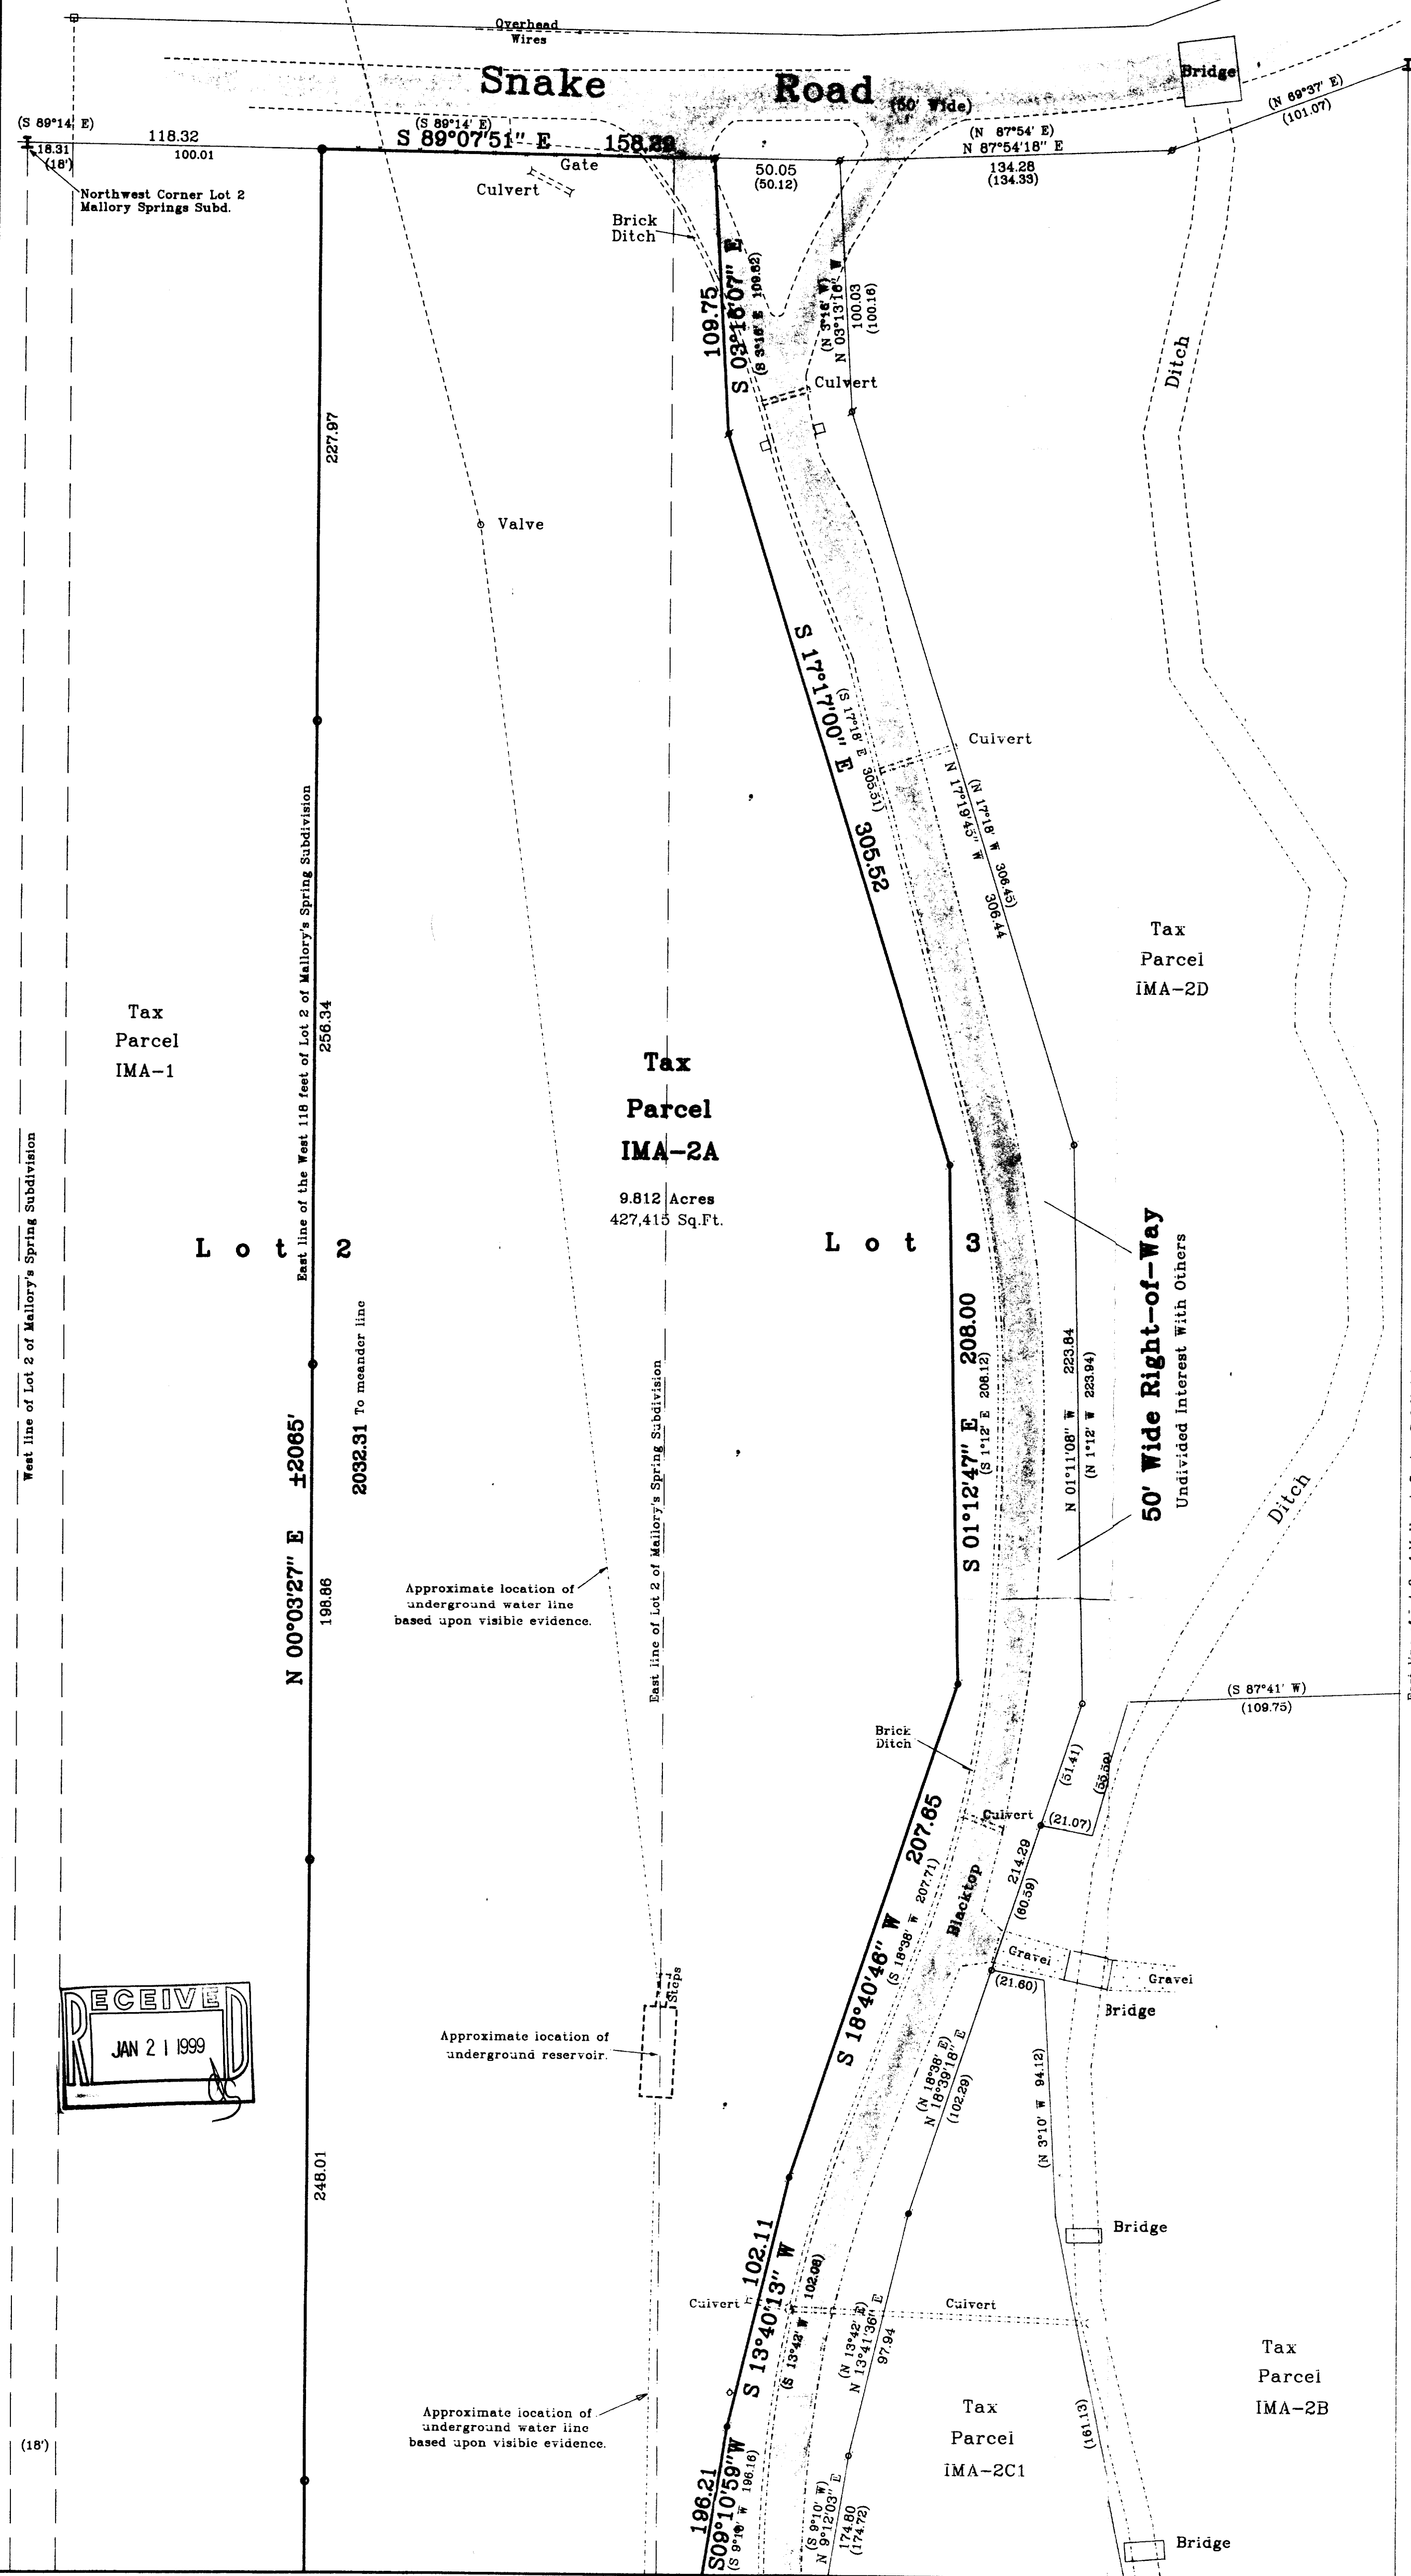 Overhead
Wires
Snake Road (60' Wide)
Bridge
(N 69°37' E)
(101.07)
(S 89°14' E)
118.32
18.31
(18')
100.01
(S 89°14' E)
S 89°07'51" E
Gate
Culvert
50.05
(50.12)
(N 87°54' E)
N 87°54'18" E
134.28
(134.33)
Northwest Corner Lot 2
Mallory Springs Subd.
Brick
Ditch
109.75
S 03°16'07" E
(S 3°16' E 109.82)
(N 3°16' W)
N 03°13'16" W
100.03
(100.16)
Culvert
Ditch
227.97
Valve
S 17°17'00" E 305.52
(S 17°18' E 305.51)
Culvert
(N 17°18' W 306.45)
N 17°19'45" W 306.44
Tax
Parcel
IMA-2D
Tax
Parcel
IMA-1
East line of the West 118 feet of Lot 2 of Mallory's Spring Subdivision
256.34
Tax
Parcel
IMA-2A
9.812 Acres
427,415 Sq.Ft.
West line of Lot 2 of Mallory's Spring Subdivision
Lot 2
Lot 3
50' Wide Right-of-Way
Undivided Interest With Others
S 01°12'47" E 208.00
(S 1°12' E 208.12)
N 01°11'08" W 223.84
(N 1°12' W 223.94)
N 00°03'27" E ±2065'
2032.31 To meander line
East line of Lot 2 of Mallory's Spring Subdivision
Ditch
Approximate location of
underground water line
based upon visible evidence.
198.86
(S 87°41' W)
(109.75)
Brick
Ditch
(51.41)
(55.59)
Culvert
(21.07)
S 18°40'46" W 207.65
(S 18°38' W 207.71)
214.29
(60.59)
Blacktop
Gravel
Gravel
Bridge
(21.60)
Steps
RECEIVED
JAN 21 1999
Approximate location of
underground reservoir.
(N 18°38' E)
N 18°39'18" E
(102.29)
(N 3°10' W 94.12)
248.01
Bridge
102.11
S 13°40'13" W
(S 13°42' W 102.08)
Culvert
Culvert
(N 13°42' E)
N 13°41'36" E
97.94
Tax
Parcel
IMA-2B
Tax
Parcel
IMA-2C1
(161.13)
Approximate location of
underground water line
based upon visible evidence.
(18')
196.21
S09°10'59"W
(S 9°10' W 196.16)
(S 9°10' W)
N 9°12'03" E
174.80
(174.72)
Bridge